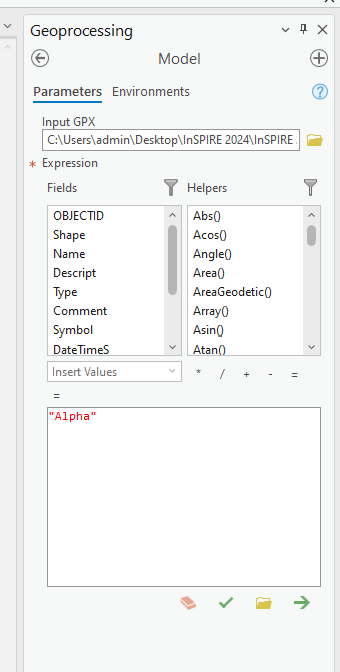 Geoprocessing
Model
Parameters Environments
Input GPX
C:\Users\admin\Desktop\InSPIRE 2024\InSPIRE
* Expression
Fields Helpers
OBJECTID Abs()
Shape Acos()
Name Angle()
Descript Area()
Type AreaGeodetic()
Comment Array()
Symbol Asin()
DateTimeS Atan()
Insert Values * / + - =
=
"Alpha"